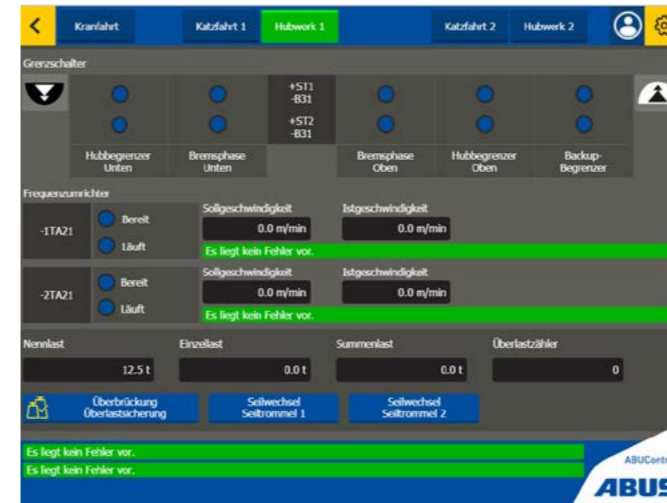 Kranfahrt Katzfahrt 1 Hubwerk 1 Katzfahrt 2 Hubwerk 2
Grenzschalter
+ST1
-B31
+ST2
-B31
Hubbegrenzer Unten
Bremsphase Unten
Bremsphase Oben
Hubbegrenzer Oben
Backup-Begrenzer
Frequenzumrichter
-1TA21
Bereit
Läuft
Sollgeschwindigkeit Istgeschwindigkeit
0.0 m/min 0.0 m/min
Es liegt kein Fehler vor.
-2TA21
Bereit
Läuft
Sollgeschwindigkeit Istgeschwindigkeit
0.0 m/min 0.0 m/min
Es liegt kein Fehler vor.
Nennlast Einzellast Summenlast Überlastzähler
12.5 t 0.0 t 0.0 t 0
Überbrückung Überlastsicherung
Seilwechsel Seiltrommel 1
Seilwechsel Seiltrommel 2
Es liegt kein Fehler vor.
Es liegt kein Fehler vor.
ABUContr
ABUS